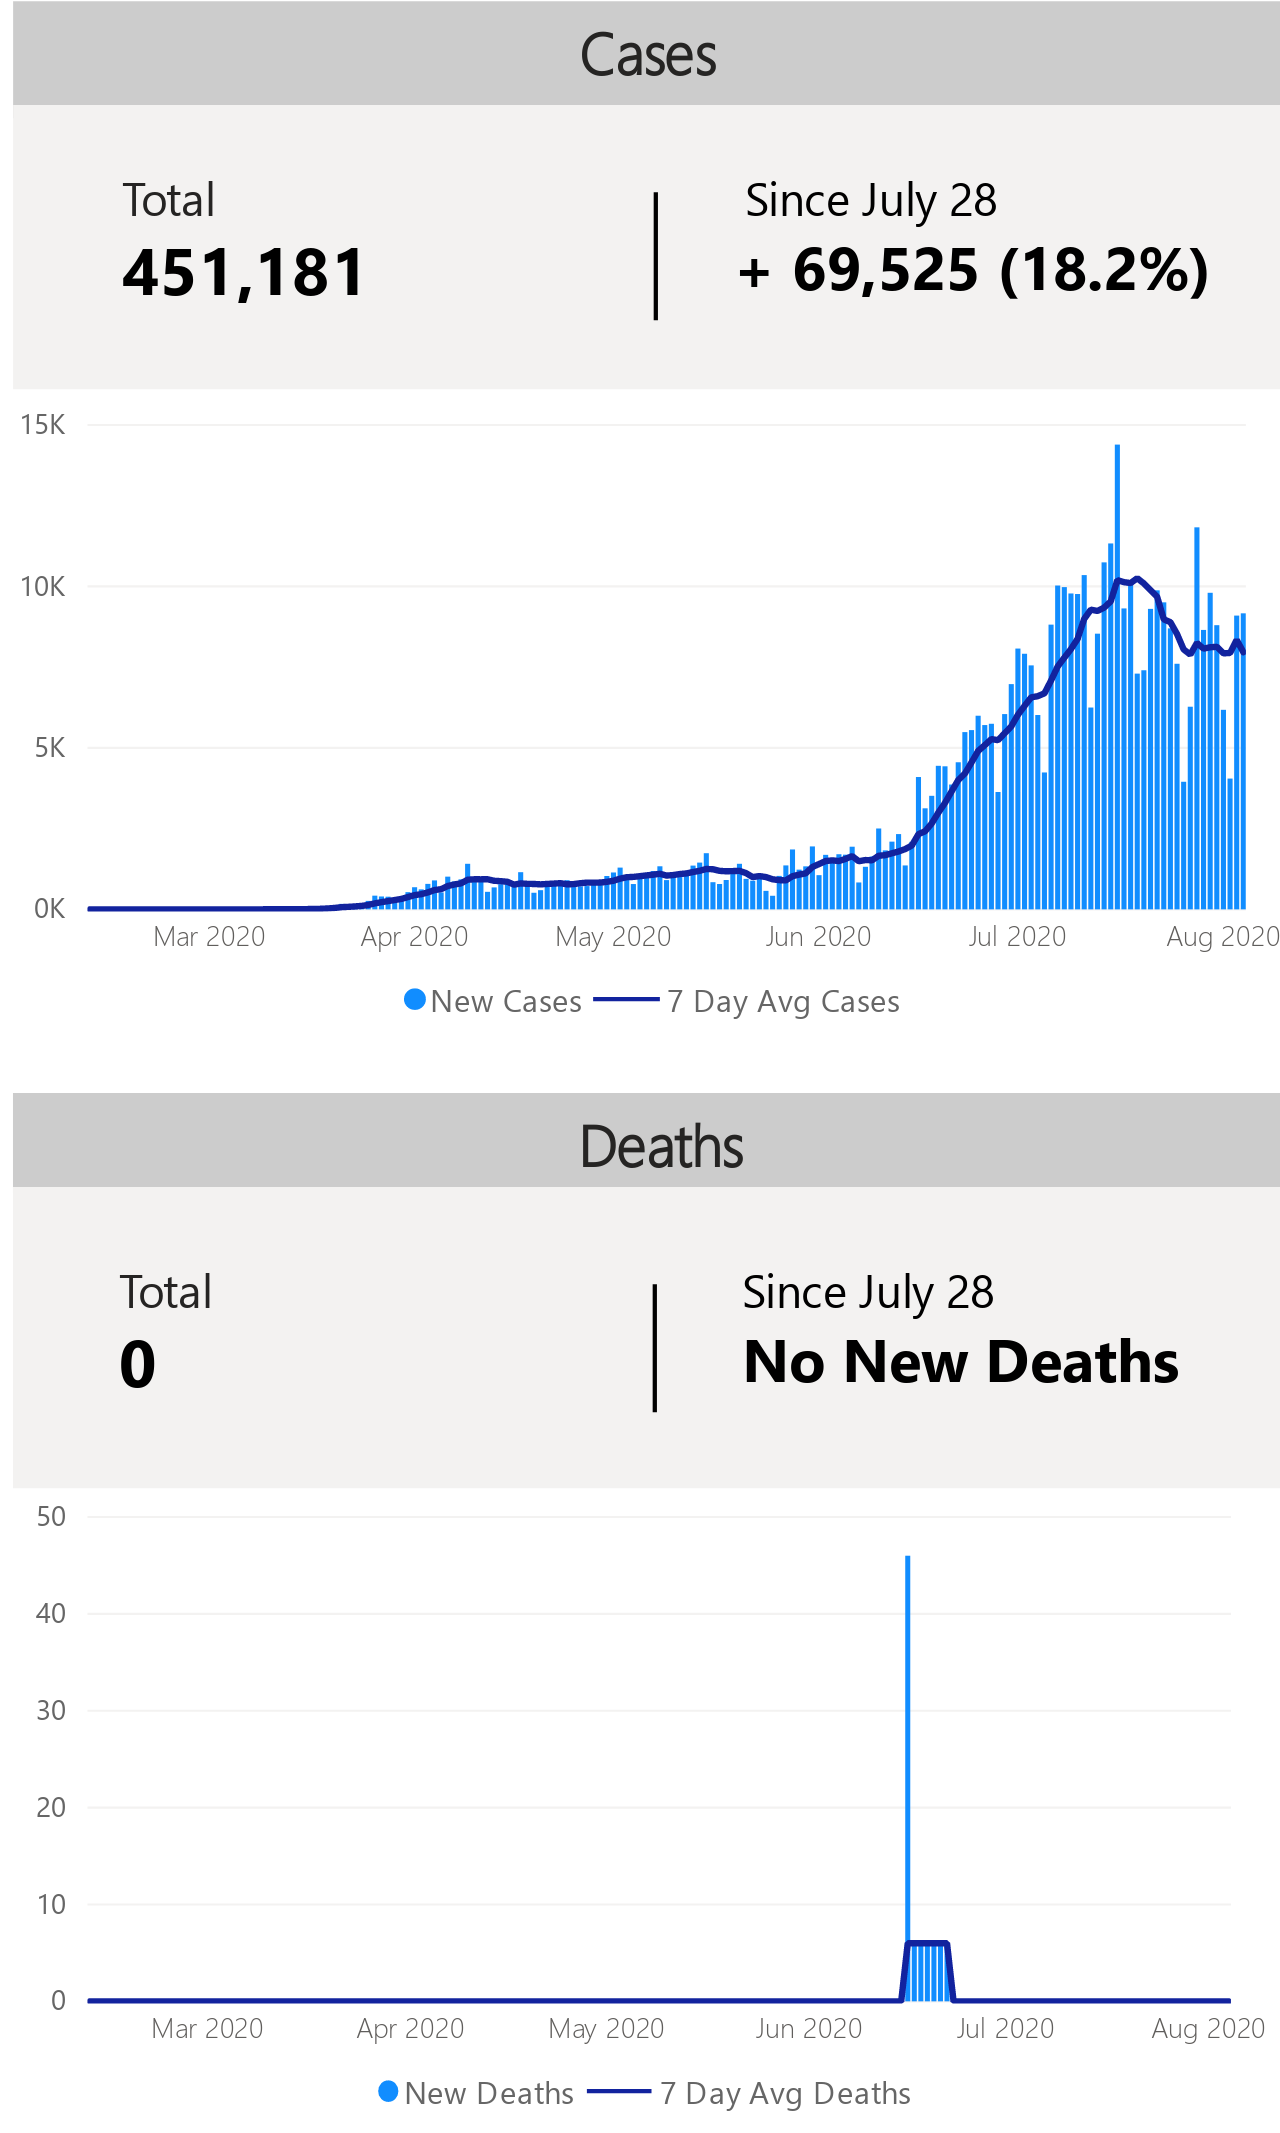 Cases
Total
451,181
Since July 28
+ 69,525 (18.2%)
15K
10K
5K
0K
Mar 2020
Apr 2020
May 2020
Jun 2020
Jul 2020
Aug 2020
New Cases
7 Day Avg Cases
Deaths
Total
0
Since July 28
No New Deaths
50
40
30
20
10
0
Mar 2020
Apr 2020
May 2020
Jun 2020
Jul 2020
Aug 2020
New Deaths
7 Day Avg Deaths